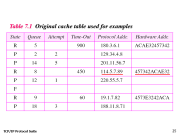 Table 7.1 Original cache table used for examples
State Queue Attempt Time-Out Protocol Addr. Hardware Addr.
R 5 900 180.3.6.1 ACAE32457342
P 2 2 129.34.4.8
P 14 5 201.11.56.7
R 8 450 114.5.7.89 457342ACAE32
P 12 1 220.55.5.7
F
R 9 60 19.1.7.82 4573E3242ACA
P 18 3 188.11.8.71
TCP/IP Protocol Suite